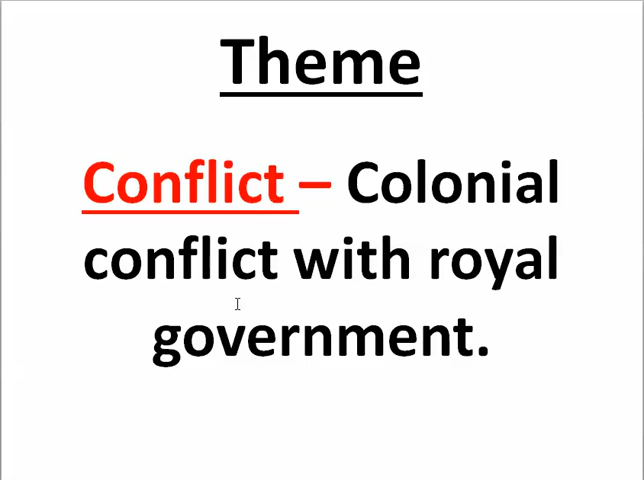 Theme
Conflict – Colonial
conflict with royal
government.